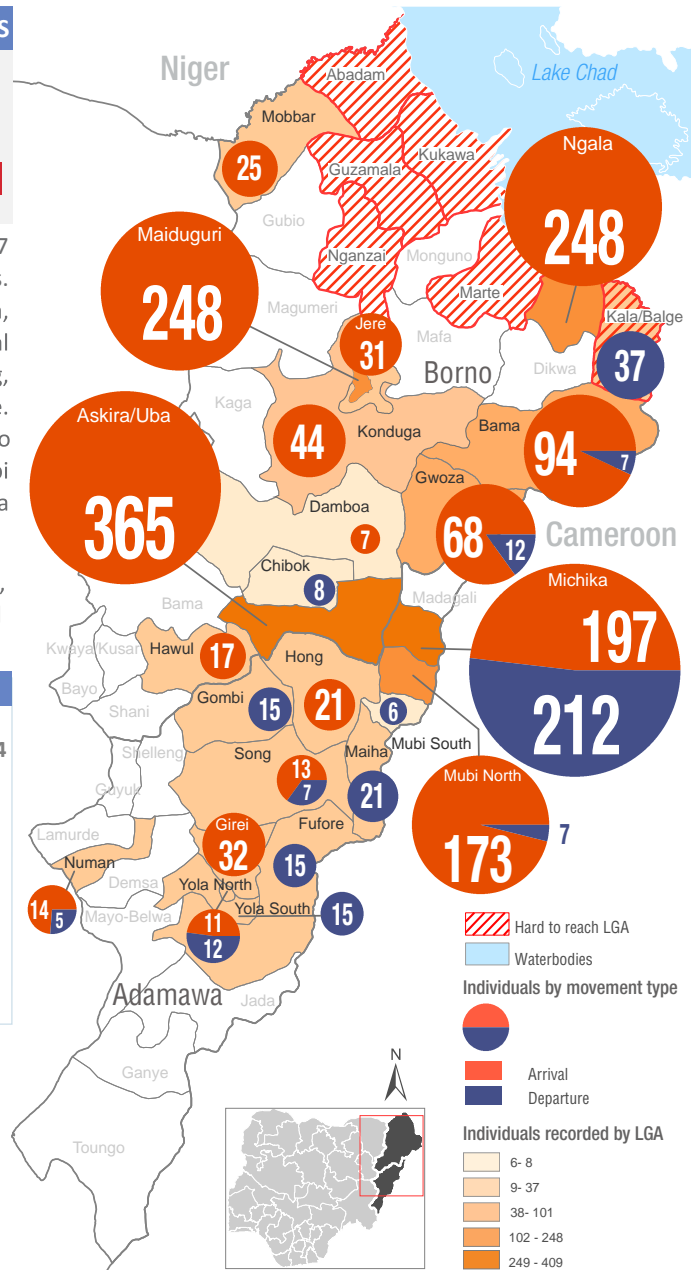 S
Niger
Abadam
Lake Chad
Mobbar
25
Guzamala
Kukawa
Ngala
248
Gubio
Maiduguri
248
Nganzai
Monguno
Marte
Kala/Balge
37
Magumeri
Jere
31
Mafa
Borno
Dikwa
Askira/Uba
365
Kaga
44
Konduga
Bama
94
7
Gwoza
68
12
Damboa
7
Cameroon
Chibok
8
Michika
197
212
Bama
Madagali
Kwaya/Kusar
Hawul
17
Hong
21
Bayo
Gombi
15
6
Shani
Mubi South
Shelleng
Song
13
7
Maiha
21
Mubi North
173
7
Guyuk
Lamurde
Girei
32
Fufore
15
Numan
14
5
Demsa
Yola North
Yola South
15
Mayo-Belwa
11
12
Adamawa
Jada
Ganye
Toungo
7
s.
,
al
g,
e.
o
oi
a
,
4
N
Hard to reach LGA
Waterbodies
Individuals by movement type
Arrival
Departure
Individuals recorded by LGA
6- 8
9- 37
38- 101
102 - 248
249 - 409